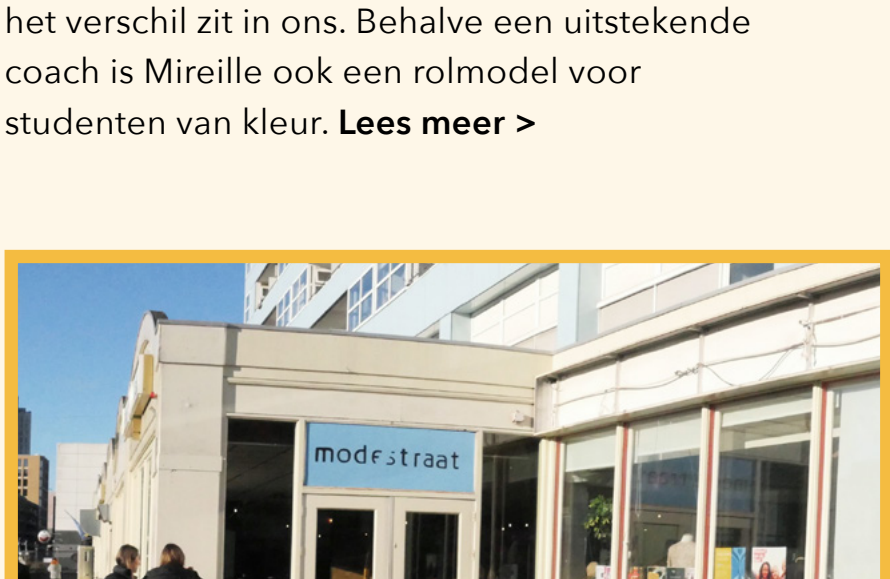 het verschil zit in ons. Behalve een uitstekende
coach is Mireille ook een rolmodel voor
studenten van kleur. Lees meer >
modestraat